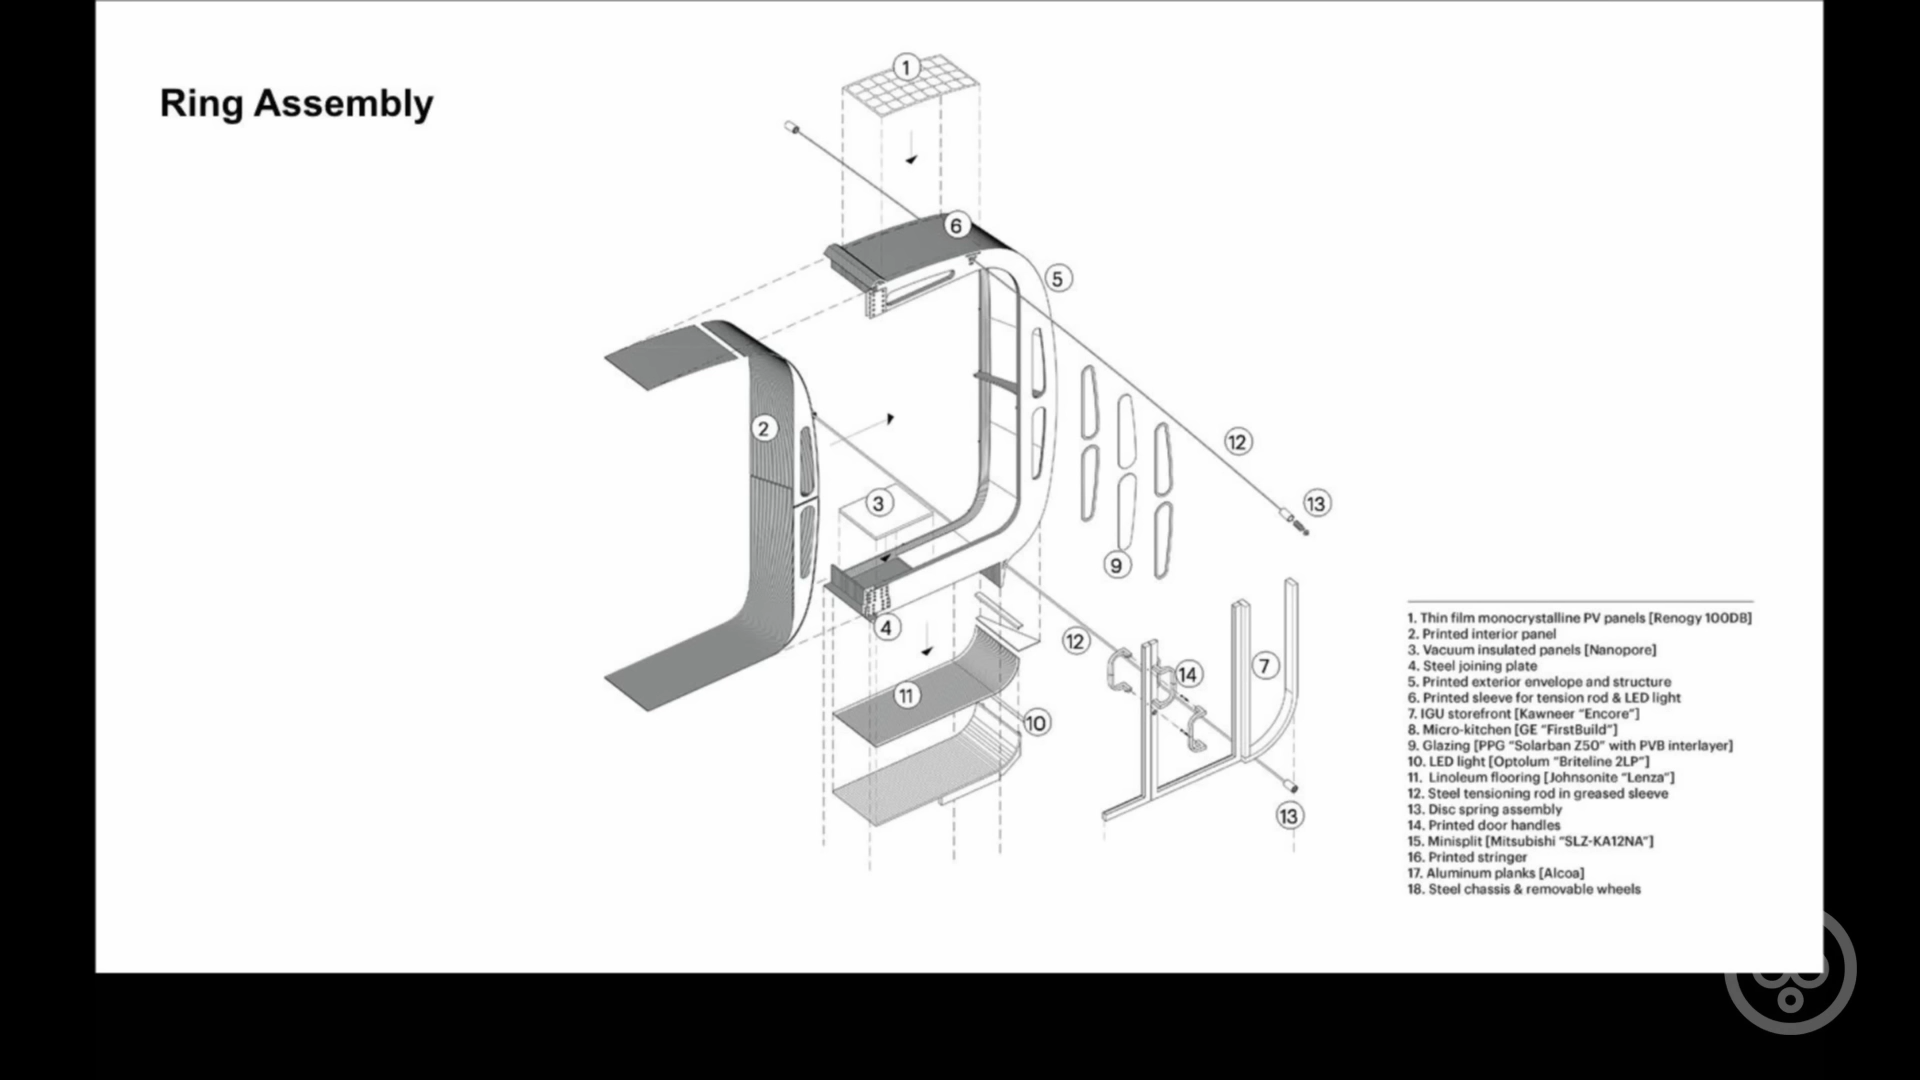 Ring Assembly
1
6
5
2
12
3
13
9
4
12
14
7
11
10
13
1. Thin film monocrystalline PV panels [Renogy 100DB]
2. Printed interior panel
3. Vacuum insulated panels [Nanopore]
4. Steel joining plate
5. Printed exterior envelope and structure
6. Printed sleeve for tension rod & LED light
7. IGU storefront [Kawneer "Encore"]
8. Micro-kitchen [GE "FirstBuild"]
9. Glazing [PPG "Solarban Z50" with PVB interlayer]
10. LED light [Optolum "Briteline 2LP"]
11. Linoleum flooring [Johnsonite "Lenza"]
12. Steel tensioning rod in greased sleeve
13. Disc spring assembly
14. Printed door handles
15. Minisplit [Mitsubishi "SLZ-KA12NA"]
16. Printed stringer
17. Aluminum planks [Alcoa]
18. Steel chassis & removable wheels